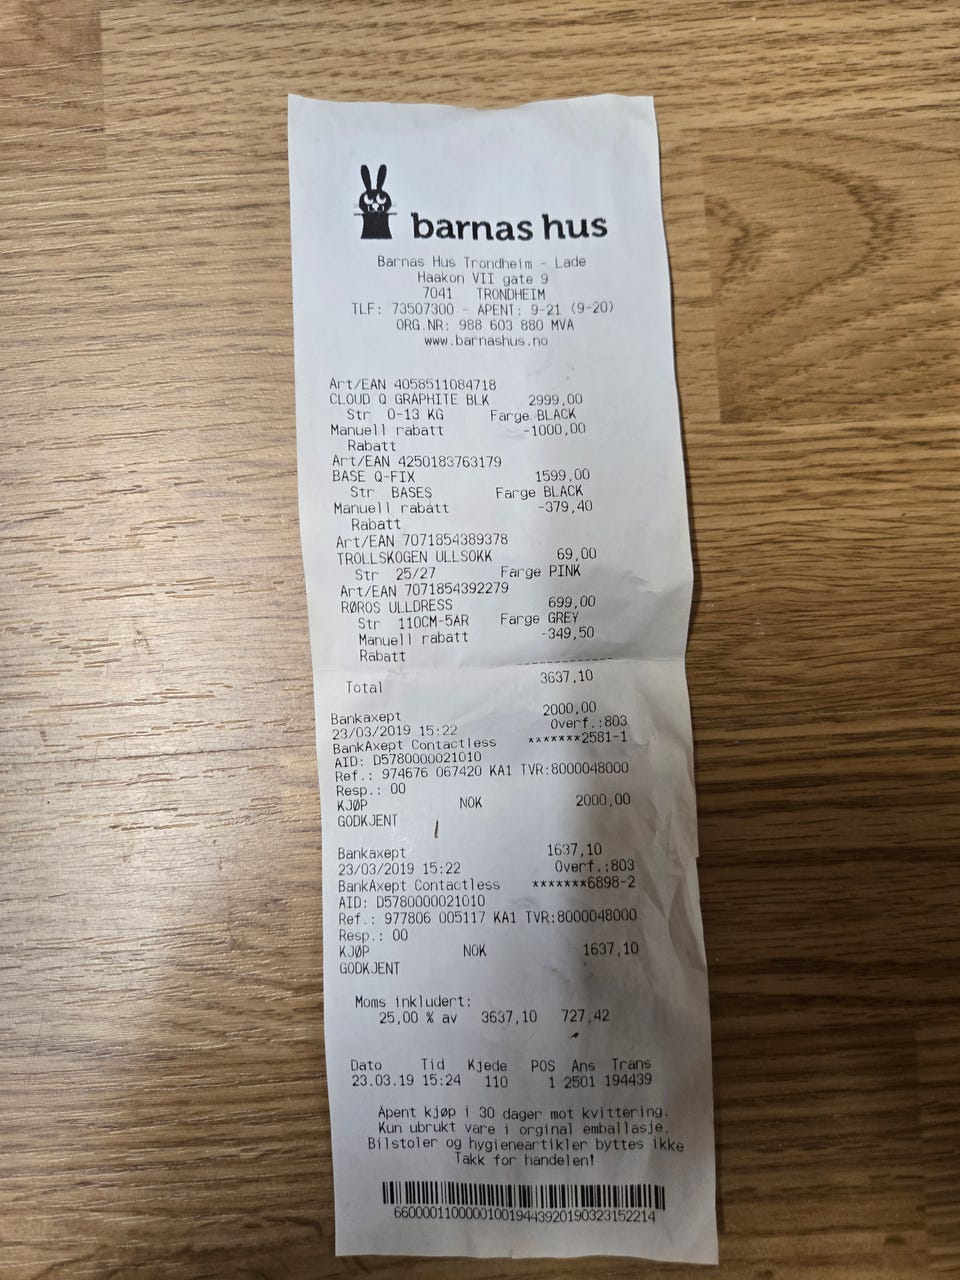 barnas hus
Barnas Hus Trondheim - Lade
Haakon VII gate 9
7041 TRONDHEIM
TLF: 73507300 - APENT: 9-21 (9-20)
ORG.NR: 988 603 880 MVA
www.barnashus.no
Art/EAN 4058511084718
CLOUD Q GRAPHITE BLK 2999,00
Str 0-13 KG Farge BLACK
Manuell rabatt -1000,00
Rabatt
Art/EAN 4250183763179
BASE Q-FIX 1599,00
Str BASES Farge BLACK
Manuell rabatt -379,40
Rabatt
Art/EAN 7071854389378
TROLLSKOGEN ULLSOKK 69,00
Str 25/27 Farge PINK
Art/EAN 7071854392279
RØROS ULLDRESS 699,00
Str 110CM-5AR Farge GREY
Manuell rabatt -349,50
Rabatt
Total 3637,10
Bankaxept 2000,00
23/03/2019 15:22 Overf.:803
BankAxept Contactless *******2581-1
AID: D5780000021010
Ref.: 974676 067420 KA1 TVR:8000048000
Resp.: 00
KJØP NOK 2000,00
GODKJENT
Bankaxept 1637,10
23/03/2019 15:22 Overf.:803
BankAxept Contactless *******6898-2
AID: D5780000021010
Ref.: 977806 005117 KA1 TVR:8000048000
Resp.: 00
KJØP NOK 1637,10
GODKJENT
Moms inkludert:
25,00 % av 3637,10 727,42
Dato Tid Kjede POS Ans Trans
23.03.19 15:24 110 1 2501 194439
Apent kjøp i 30 dager mot kvittering.
Kun ubrukt vare i orginal emballasje.
Bilstoler og hygieneartikler byttes ikke
Takk for handelen!
660000110000010019443920190323152214